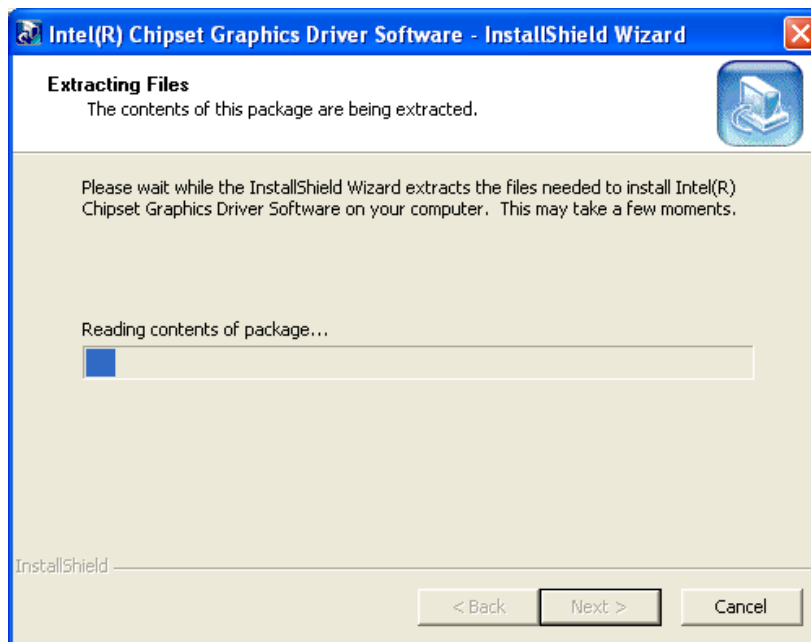 Intel(R) Chipset Graphics Driver Software - InstallShield Wizard
Extracting Files
The contents of this package are being extracted.
Please wait while the InstallShield Wizard extracts the files needed to install Intel(R)
Chipset Graphics Driver Software on your computer.  This may take a few moments.
Reading contents of package...
InstallShield
< Back
Next >
Cancel